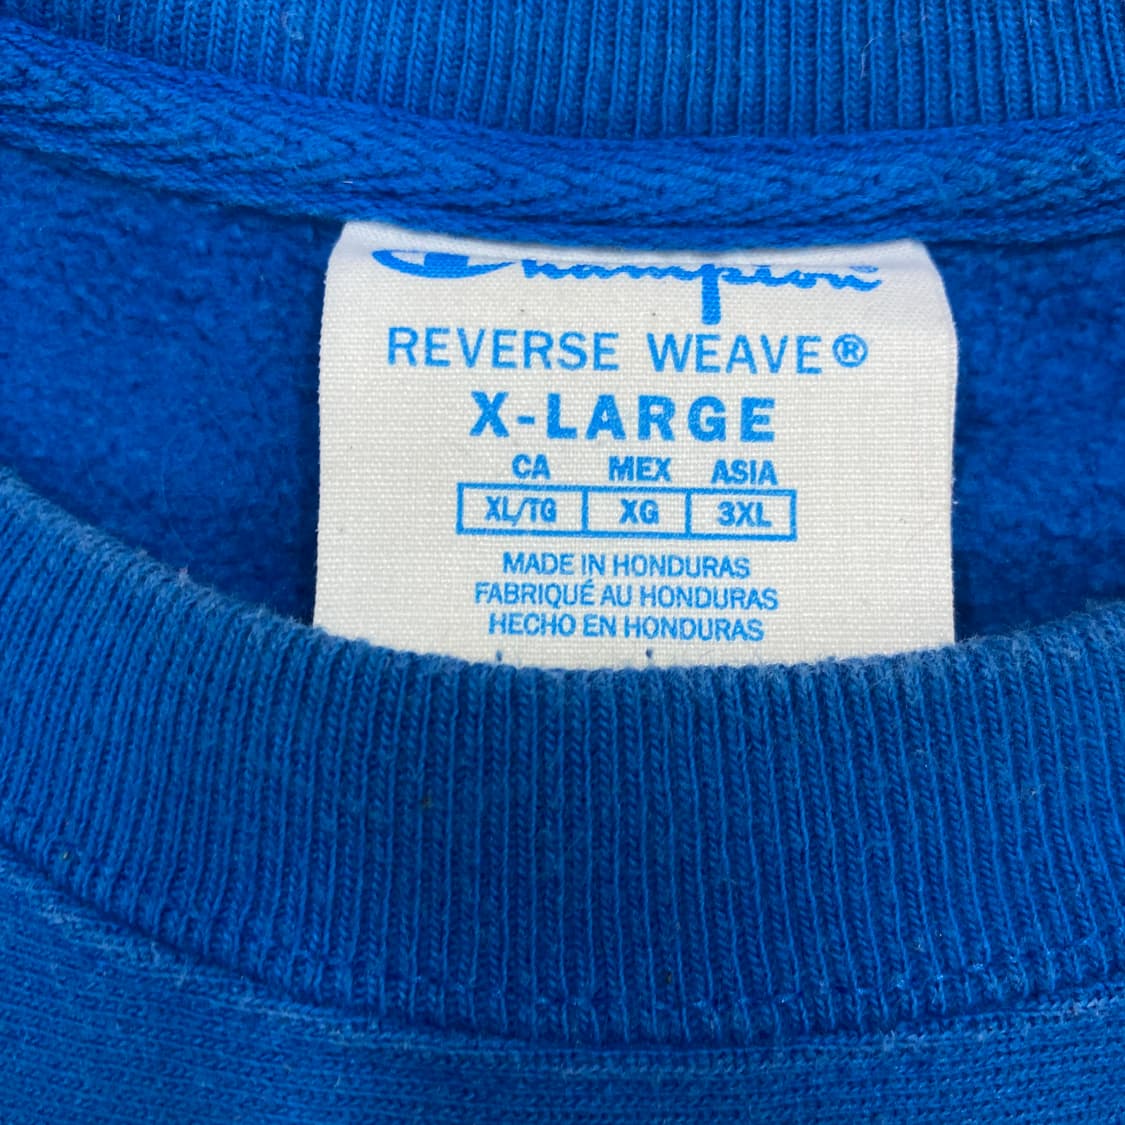 Champion®
REVERSE WEAVE®
X-LARGE
CA MEX ASIA
XL/TG XG 3XL
MADE IN HONDURAS
FABRIQUÉ AU HONDURAS
HECHO EN HONDURAS